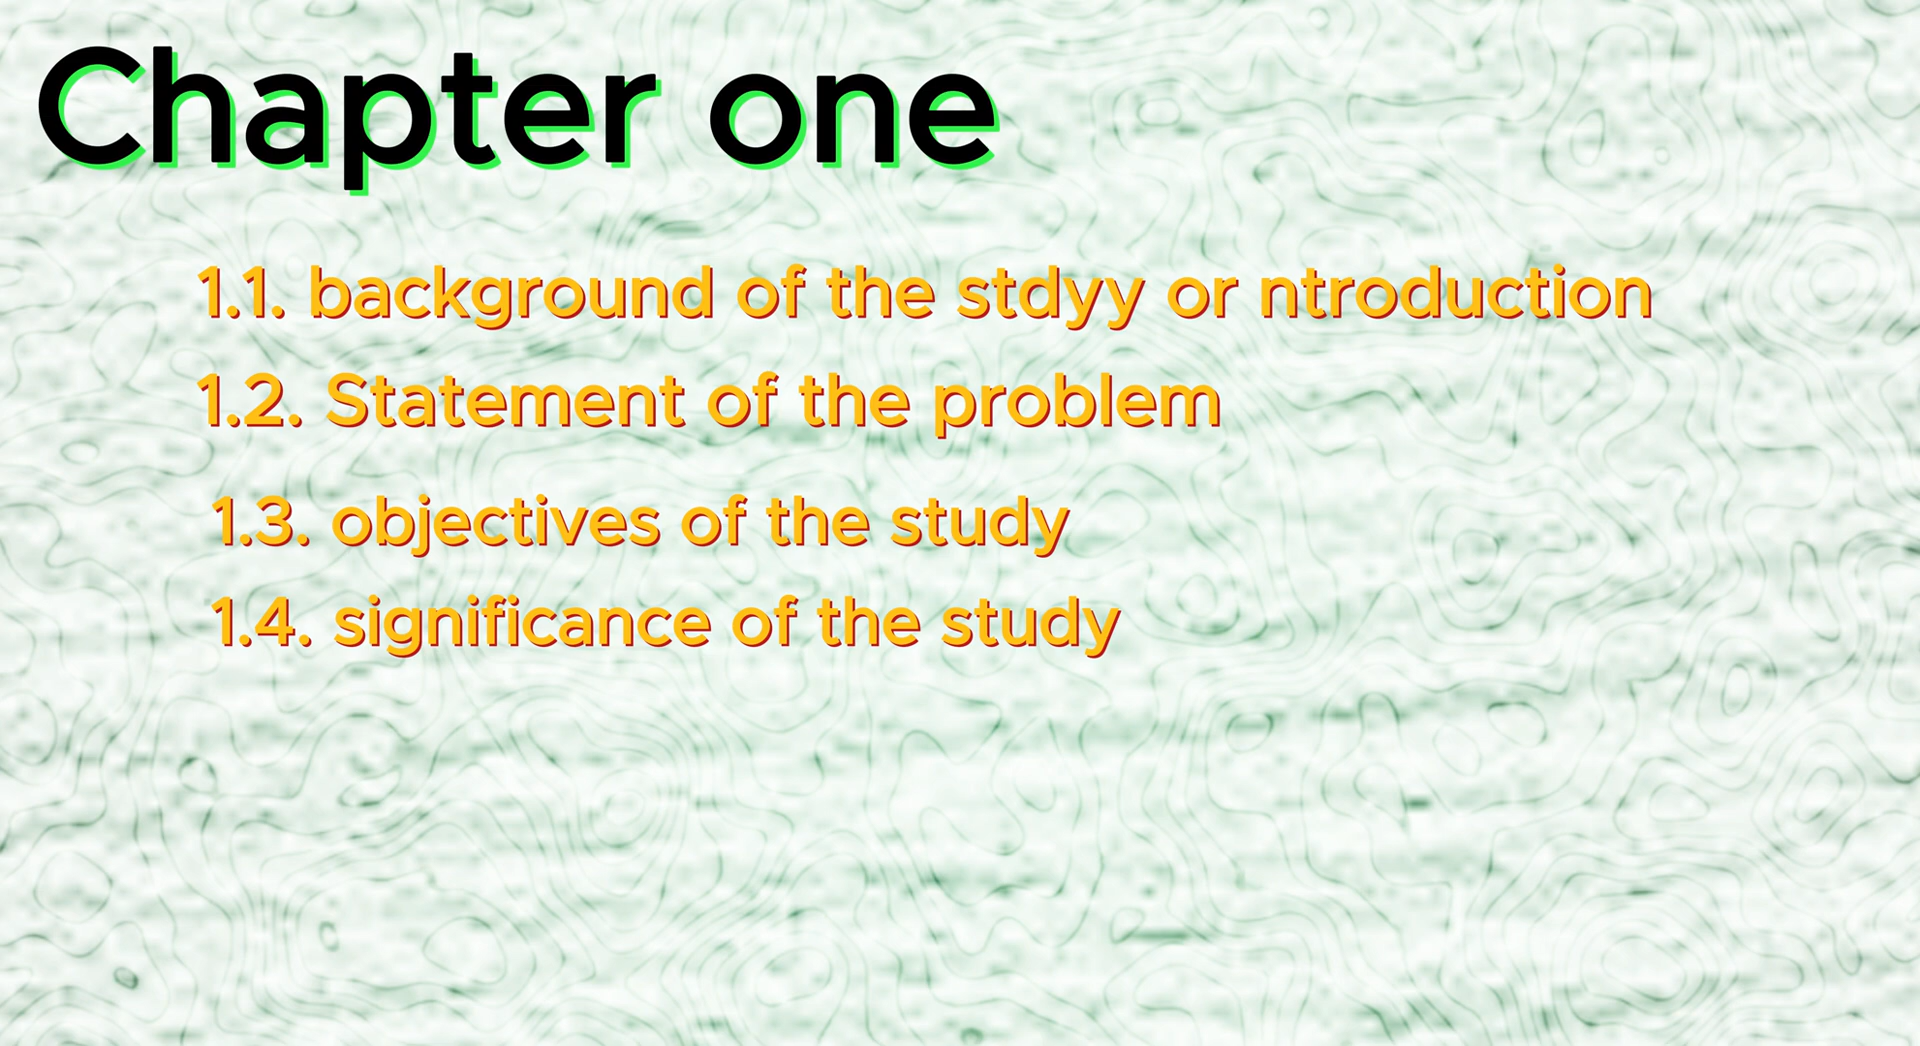 Chapter one
1.1. background of the stdyy or ntroduction
1.2. Statement of the problem
1.3. objectives of the study
1.4. significance of the study